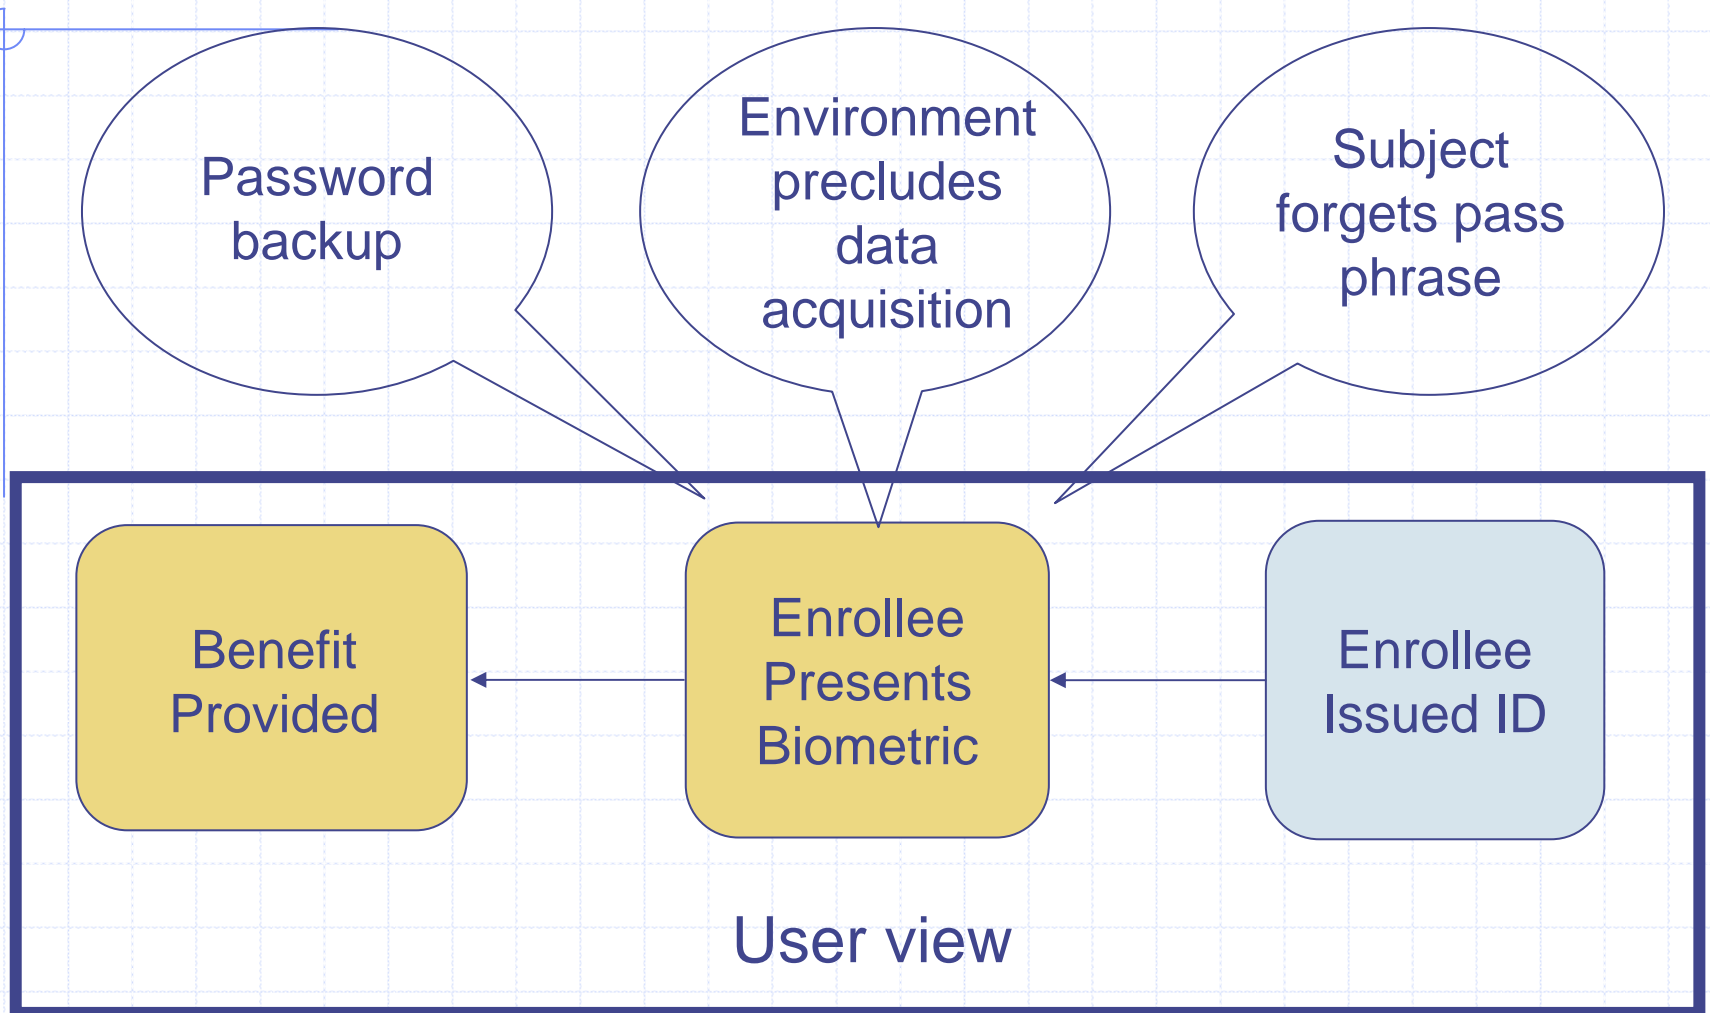 Password
backup
Environment
precludes
data
acquisition
Subject
forgets pass
phrase
Benefit
Provided
Enrollee
Presents
Biometric
Enrollee
Issued ID
User view